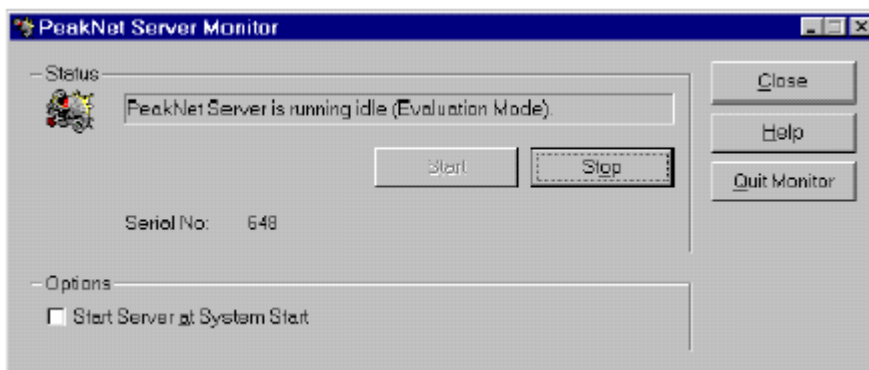 PeakNet Server Monitor
Status
PeakNet Server is running idle (Evaluation Mode).
Start
Stop
Serial No: 648
Options
Start Server at System Start
Close
Help
Quit Monitor